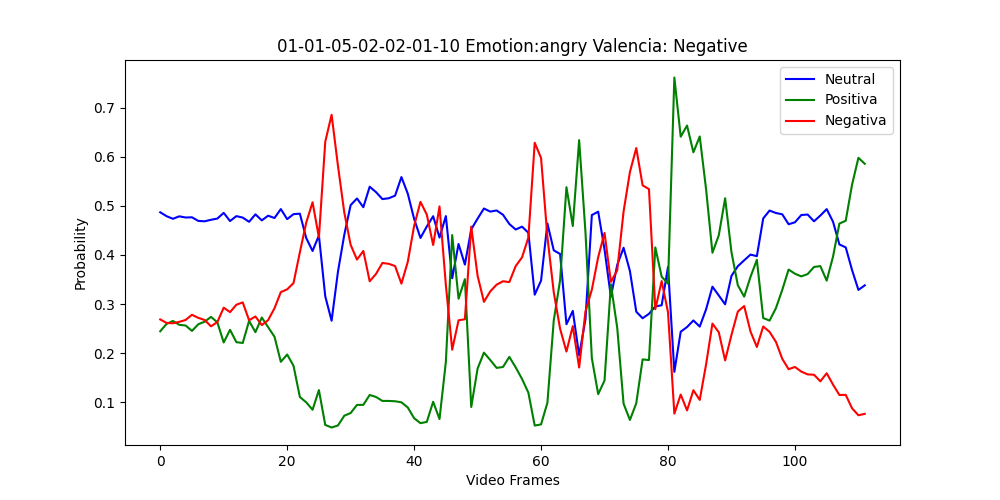 01-01-05-02-02-01-10 Emotion:angry Valencia: Negative
Neutral
Positiva
Negativa
Probability
0.7
0.6
0.5
0.4
0.3
0.2
0.1
0 20 40 60 80 100
Video Frames